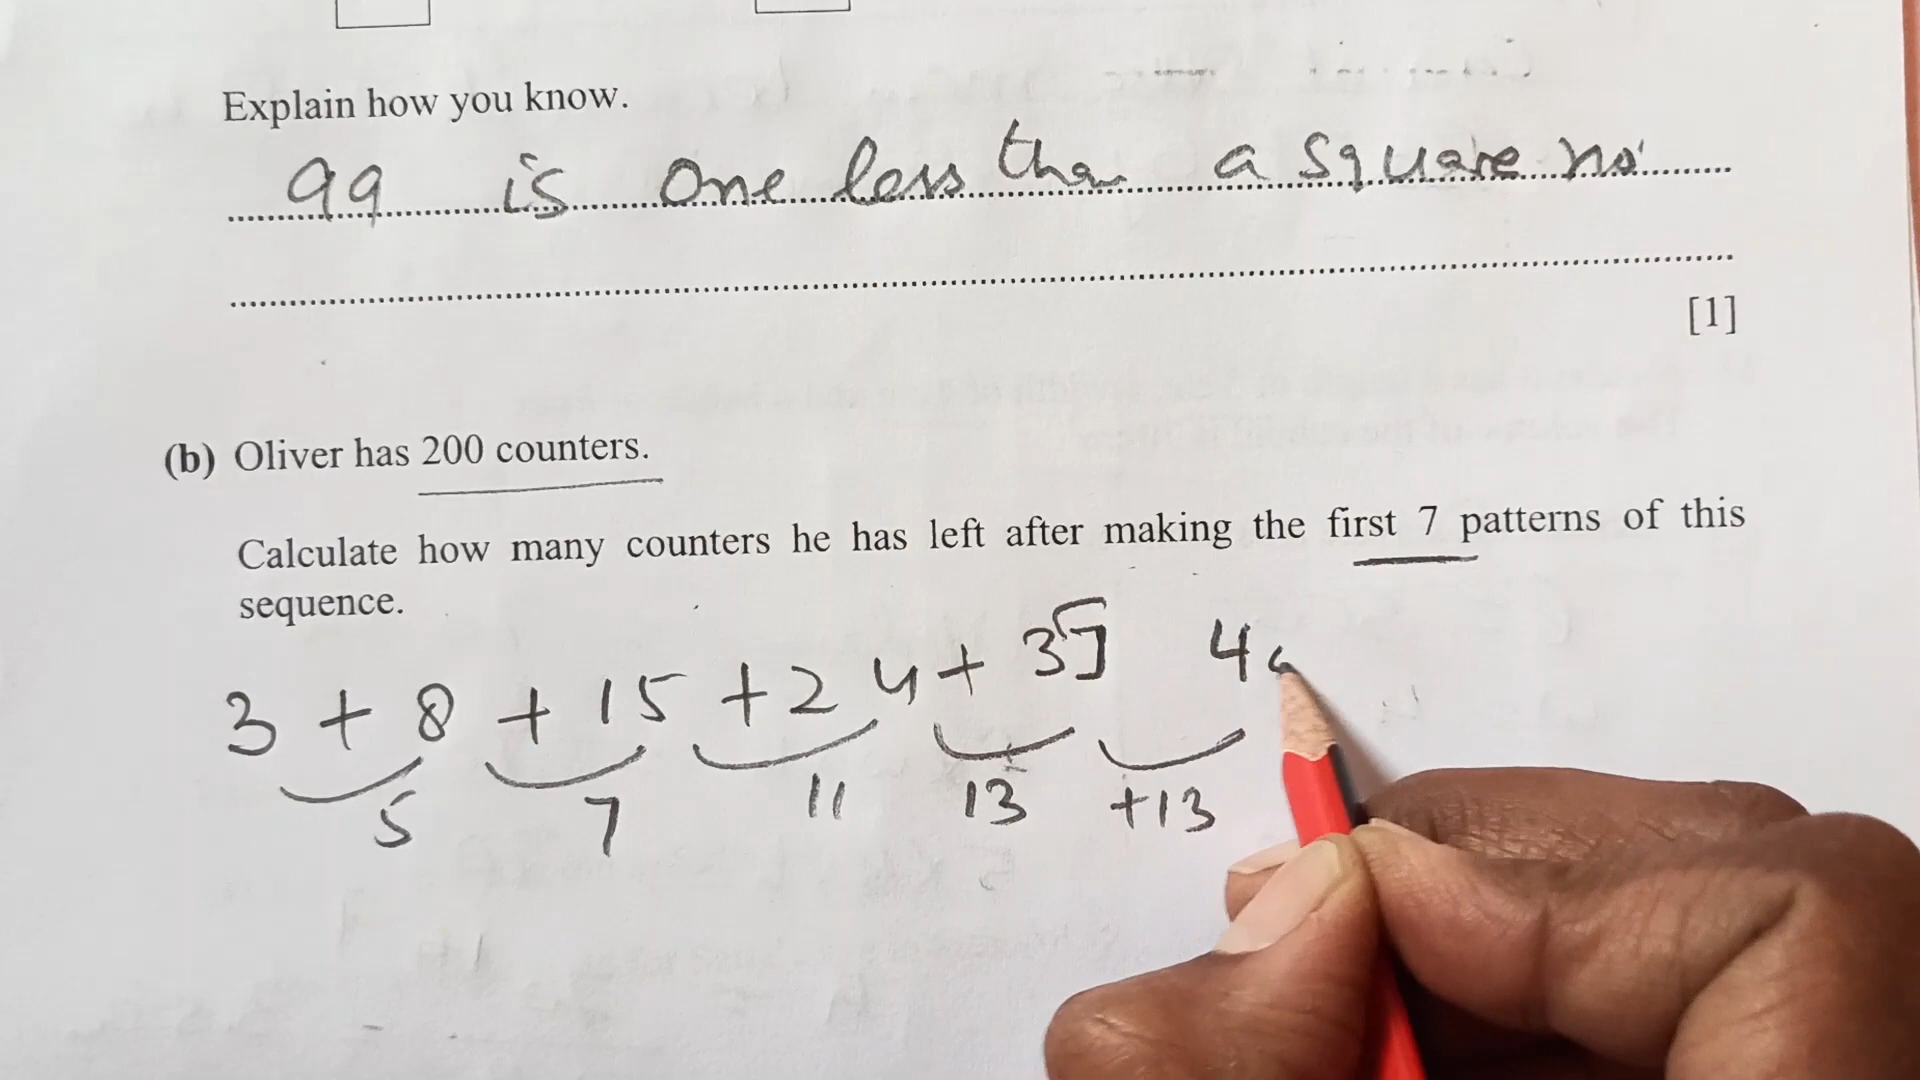 Explain how you know.
99 is one less than a square no.
[1]
(b) Oliver has 200 counters.
Calculate how many counters he has left after making the first 7 patterns of this
sequence.
3 + 8 + 15 + 24 + 35 4
5 7 11 13 +13